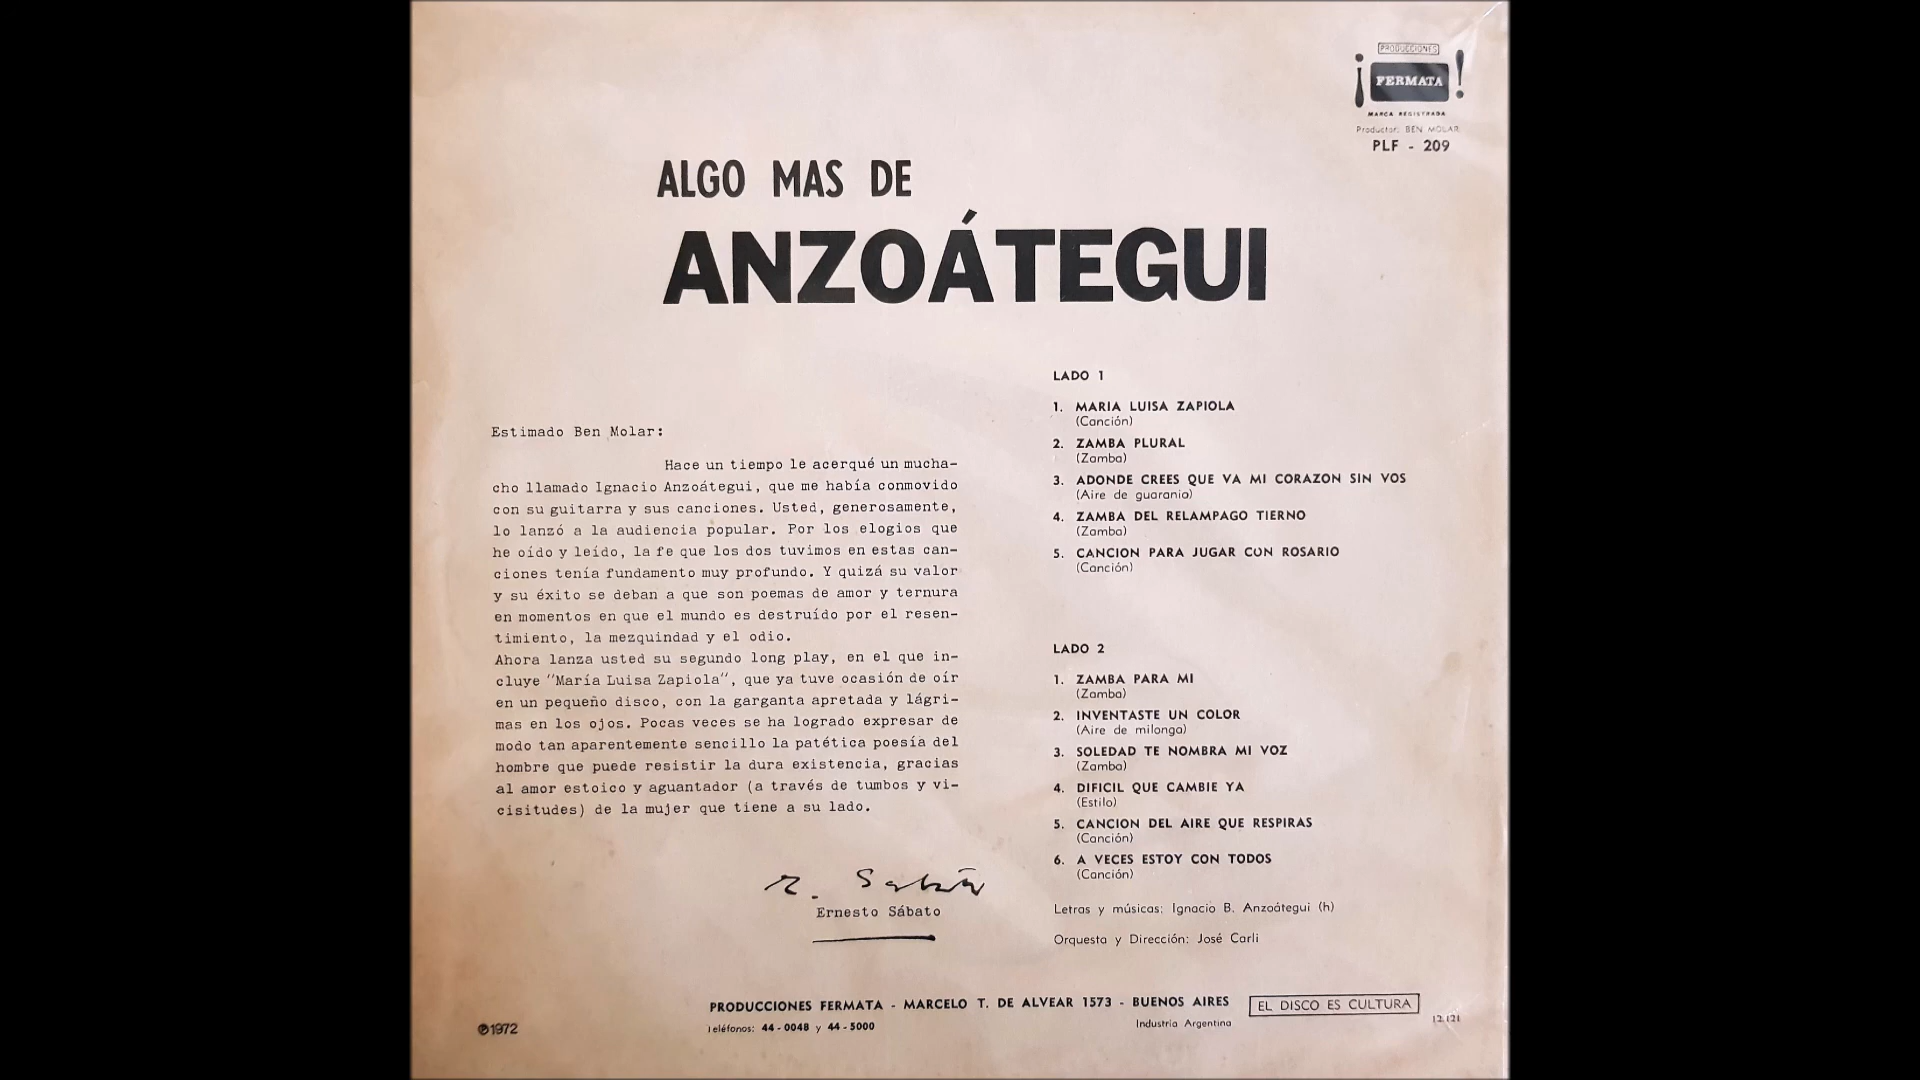 PRODUCCIONES
¡FERMATA!
MARCA REGISTRADA
Productor: BEN MOLAR
PLF - 209
ALGO MAS DE
ANZOÁTEGUI
Estimado Ben Molar:
Hace un tiempo le acerqué un mucha-
cho llamado Ignacio Anzoátegui, que me había conmovido
con su guitarra y sus canciones. Usted, generosamente,
lo lanzó a la audiencia popular. Por los elogios que
he oído y leído, la fe que los dos tuvimos en estas can-
ciones tenía fundamento muy profundo. Y quizá su valor
y su éxito se deban a que son poemas de amor y ternura
en momentos en que el mundo es destruído por el resen-
timiento, la mezquindad y el odio.
Ahora lanza usted su segundo long play, en el que in-
cluye "María Luisa Zapiola", que ya tuve ocasión de oír
en un pequeño disco, con la garganta apretada y lágri-
mas en los ojos. Pocas veces se ha logrado expresar de
modo tan aparentemente sencillo la patética poesía del
hombre que puede resistir la dura existencia, gracias
al amor estoico y aguantador (a través de tumbos y vi-
cisitudes) de la mujer que tiene a su lado.
E. Sábato
Ernesto Sábato
LADO 1
1. MARIA LUISA ZAPIOLA
(Canción)
2. ZAMBA PLURAL
(Zamba)
3. ADONDE CREES QUE VA MI CORAZON SIN VOS
(Aire de guarania)
4. ZAMBA DEL RELAMPAGO TIERNO
(Zamba)
5. CANCION PARA JUGAR CON ROSARIO
(Canción)
LADO 2
1. ZAMBA PARA MI
(Zamba)
2. INVENTASTE UN COLOR
(Aire de milonga)
3. SOLEDAD TE NOMBRA MI VOZ
(Zamba)
4. DIFICIL QUE CAMBIE YA
(Estilo)
5. CANCION DEL AIRE QUE RESPIRAS
(Canción)
6. A VECES ESTOY CON TODOS
(Canción)
Letras y músicas: Ignacio B. Anzoátegui (h)
Orquesta y Dirección: José Carli
PRODUCCIONES FERMATA - MARCELO T. DE ALVEAR 1573 - BUENOS AIRES
Teléfonos: 44-0048 y 44-5000
Industria Argentina
EL DISCO ES CULTURA
12.121
℗1972